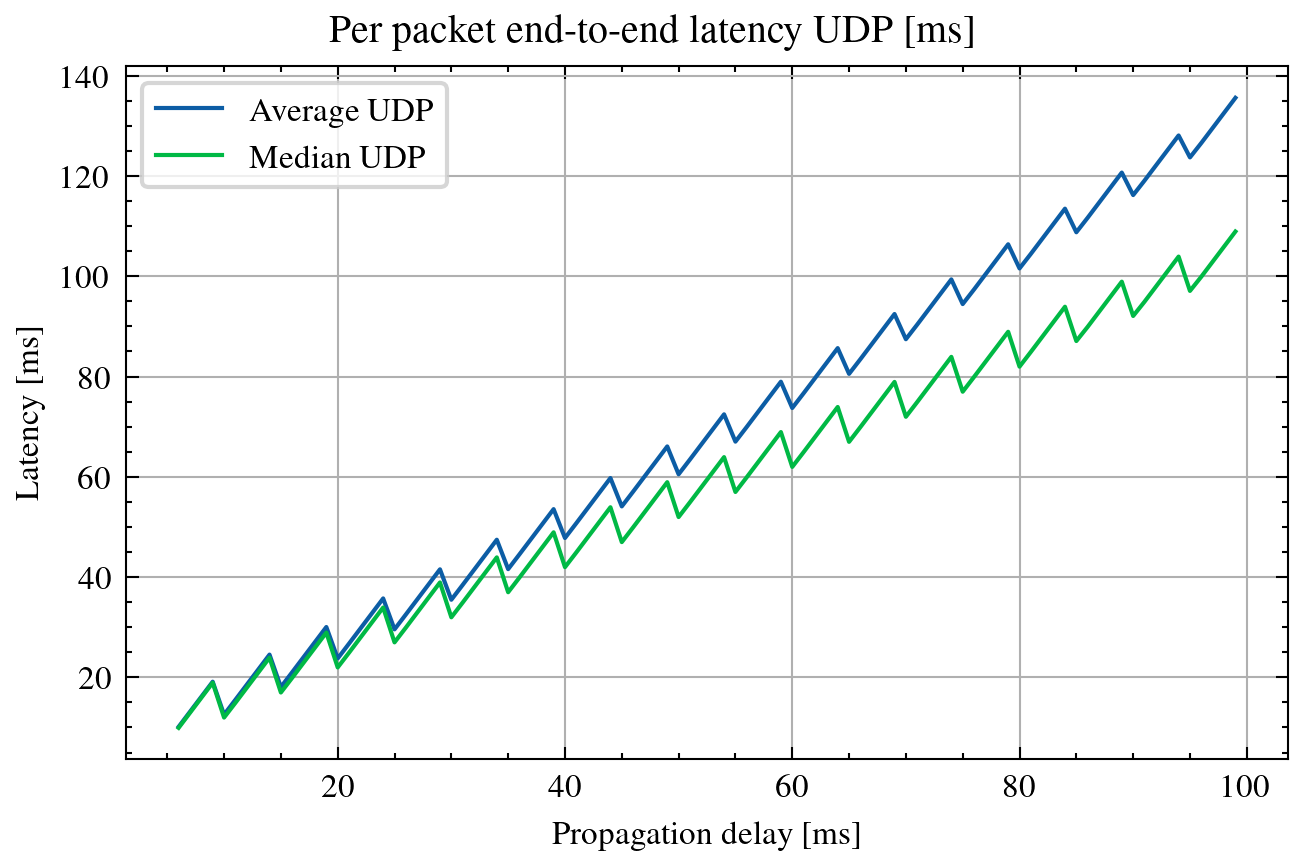 Per packet end-to-end latency UDP [ms]
Average UDP
Median UDP
140
120
100
80
60
40
20
Latency [ms]
20 40 60 80 100
Propagation delay [ms]